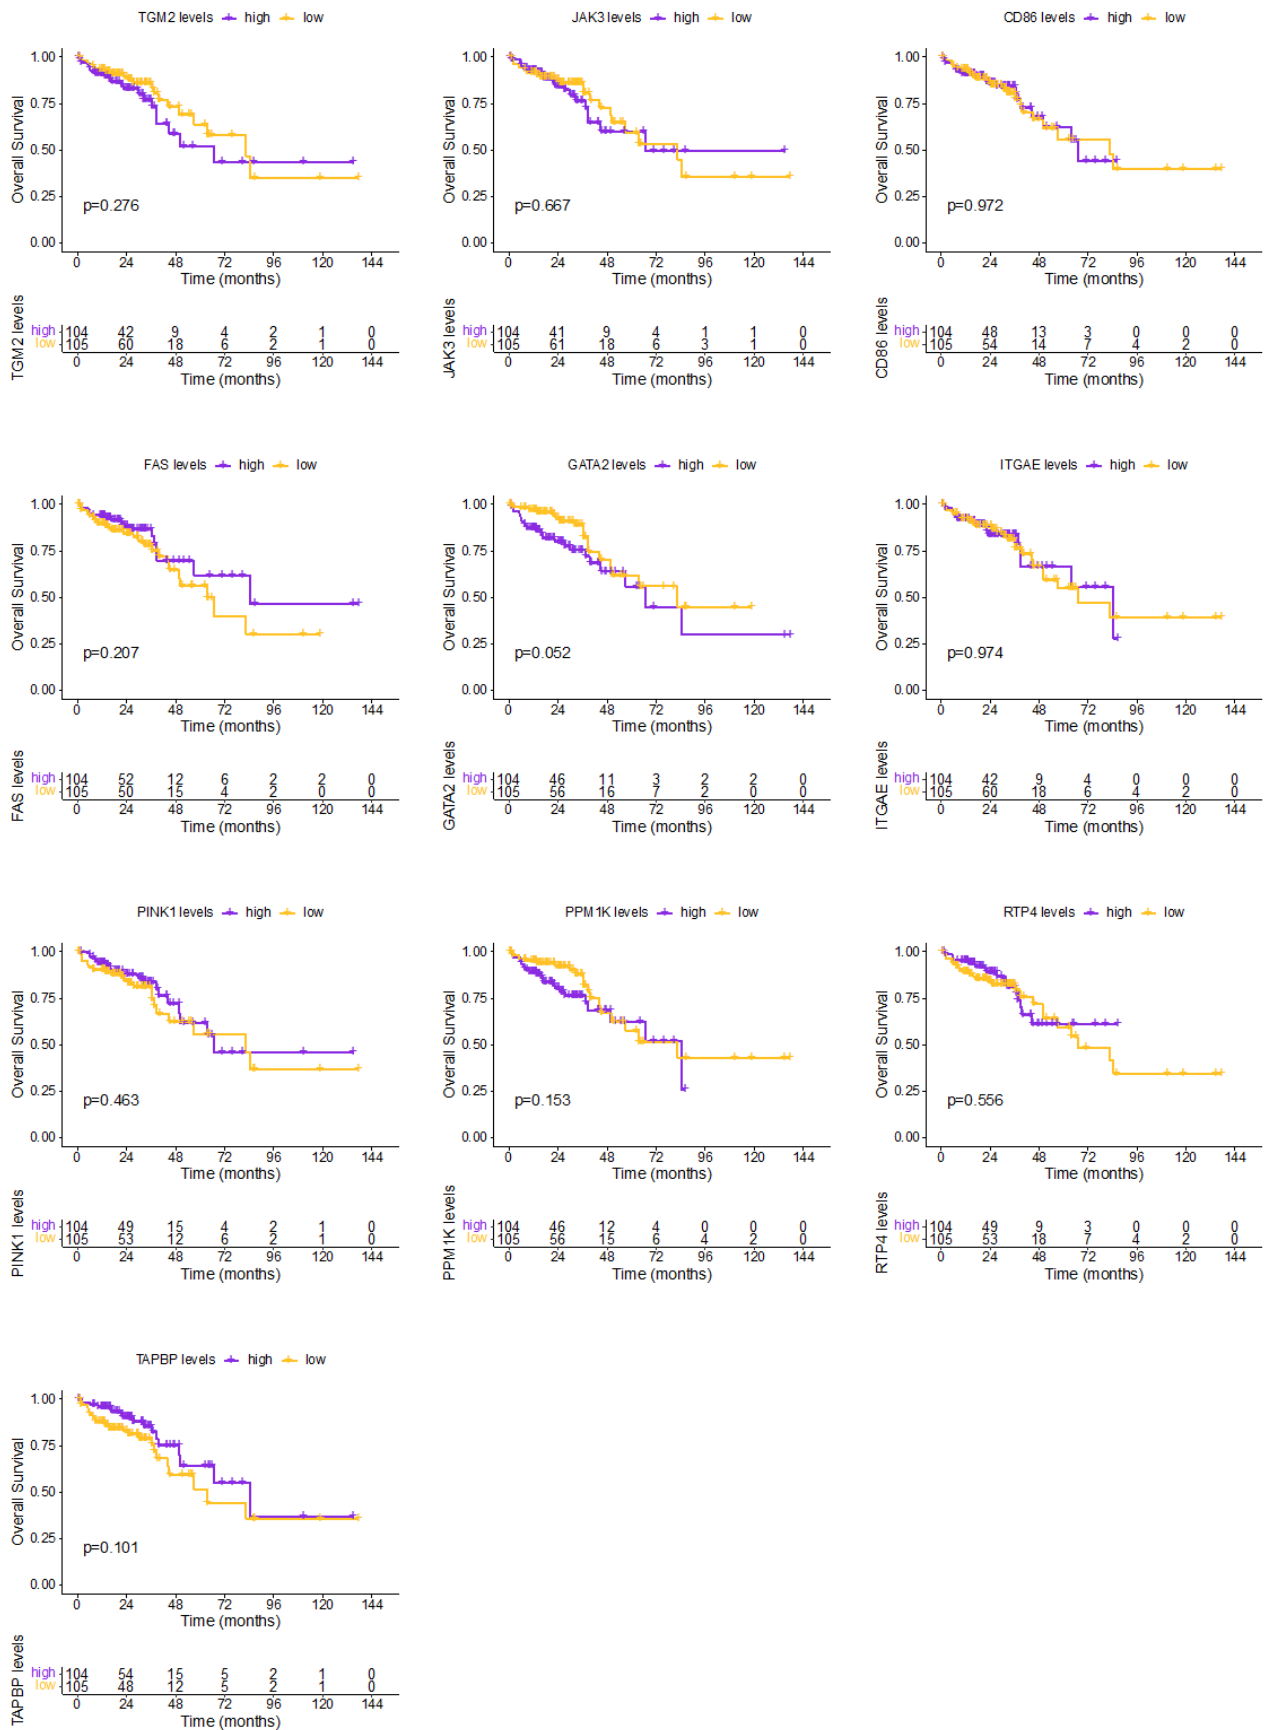 TGM2 levels high low
1.00
0.75
0.50
0.25
0.00
Overall Survival
p=0.276
0 24 48 72 96 120 144
Time (months)
TGM2 levels
high 104 42 9 4 2 1 0
low 105 60 18 6 2 1 0
0 24 48 72 96 120 144
Time (months)
JAK3 levels high low
1.00
0.75
0.50
0.25
0.00
Overall Survival
p=0.667
0 24 48 72 96 120 144
Time (months)
JAK3 levels
high 104 41 9 4 1 1 0
low 105 61 18 6 3 1 0
0 24 48 72 96 120 144
Time (months)
CD86 levels high low
1.00
0.75
0.50
0.25
0.00
Overall Survival
p=0.972
0 24 48 72 96 120 144
Time (months)
CD86 levels
high 104 48 13 3 0 0 0
low 105 54 14 7 4 2 0
0 24 48 72 96 120 144
Time (months)
FAS levels high low
1.00
0.75
0.50
0.25
0.00
Overall Survival
p=0.207
0 24 48 72 96 120 144
Time (months)
FAS levels
high 104 52 12 6 2 2 0
low 105 50 15 4 2 0 0
0 24 48 72 96 120 144
Time (months)
GATA2 levels high low
1.00
0.75
0.50
0.25
0.00
Overall Survival
p=0.052
0 24 48 72 96 120 144
Time (months)
GATA2 levels
high 104 46 11 3 2 2 0
low 105 56 16 7 2 0 0
0 24 48 72 96 120 144
Time (months)
ITGAE levels high low
1.00
0.75
0.50
0.25
0.00
Overall Survival
p=0.974
0 24 48 72 96 120 144
Time (months)
ITGAE levels
high 104 42 9 4 0 0 0
low 105 60 18 6 4 2 0
0 24 48 72 96 120 144
Time (months)
PINK1 levels high low
1.00
0.75
0.50
0.25
0.00
Overall Survival
p=0.463
0 24 48 72 96 120 144
Time (months)
PINK1 levels
high 104 49 15 4 2 1 0
low 105 53 12 6 2 1 0
0 24 48 72 96 120 144
Time (months)
PPM1K levels high low
1.00
0.75
0.50
0.25
0.00
Overall Survival
p=0.153
0 24 48 72 96 120 144
Time (months)
PPM1K levels
high 104 46 12 4 0 0 0
low 105 56 15 6 4 2 0
0 24 48 72 96 120 144
Time (months)
RTP4 levels high low
1.00
0.75
0.50
0.25
0.00
Overall Survival
p=0.556
0 24 48 72 96 120 144
Time (months)
RTP4 levels
high 104 49 9 3 0 0 0
low 105 53 18 7 4 2 0
0 24 48 72 96 120 144
Time (months)
TAPBP levels high low
1.00
0.75
0.50
0.25
0.00
Overall Survival
p=0.101
0 24 48 72 96 120 144
Time (months)
TAPBP levels
high 104 54 15 5 2 1 0
low 105 48 12 5 2 1 0
0 24 48 72 96 120 144
Time (months)